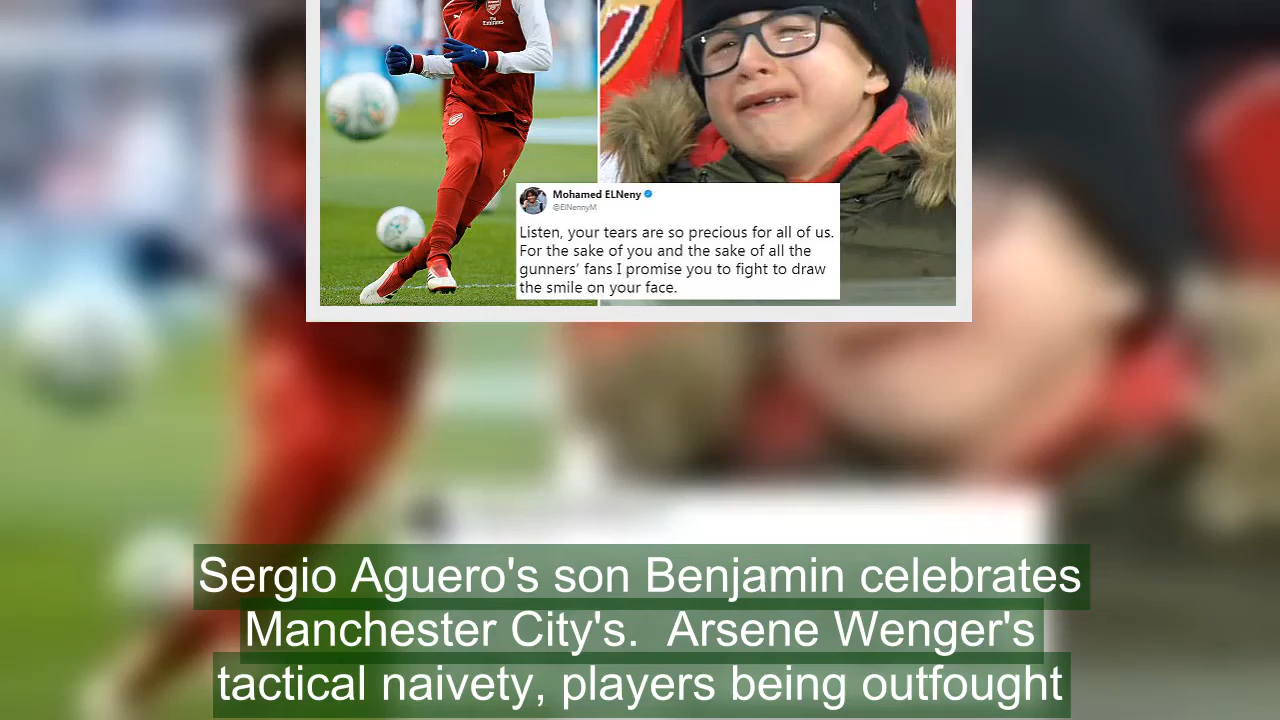 Fly
Emirates
Mohamed ELNeny
@ElNennyM
Listen, your tears are so precious for all of us.
For the sake of you and the sake of all the
gunners' fans I promise you to fight to draw
the smile on your face.
Sergio Aguero's son Benjamin celebrates
Manchester City's. Arsene Wenger's
tactical naivety, players being outfought